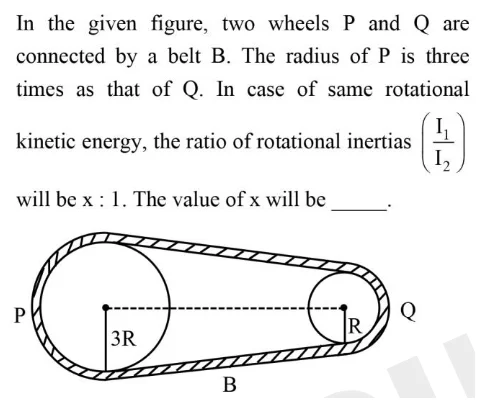 In the given figure, two wheels P and Q are
connected by a belt B. The radius of P is three
times as that of Q. In case of same rotational
kinetic energy, the ratio of rotational inertias (I₁/I₂)
will be x : 1. The value of x will be _____.
P
3R
R
Q
B